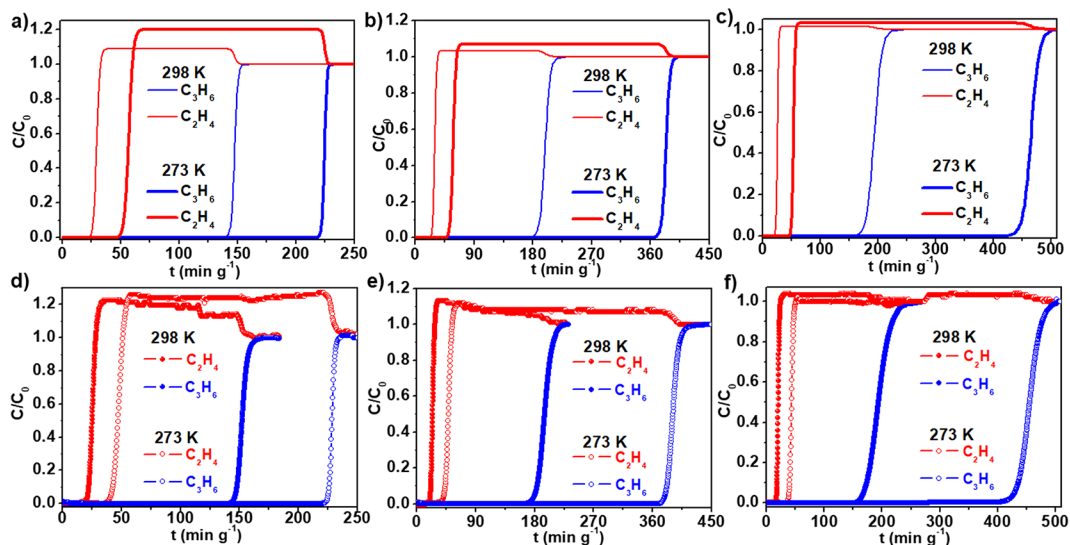 a)
C/C0
1.2
1.0
0.8
0.6
0.4
0.2
0.0
298 K
C3H6
C2H4
273 K
C3H6
C2H4
0 50 100 150 200 250
t (min g-1)
b)
C/C0
1.2
1.0
0.8
0.6
0.4
0.2
0.0
298 K
C3H6
C2H4
273 K
C3H6
C2H4
0 90 180 270 360 450
t (min g-1)
c)
C/C0
1.0
0.8
0.6
0.4
0.2
0.0
298 K
C3H6
C2H4
273 K
C3H6
C2H4
0 100 200 300 400 500
t (min g-1)
d)
C/C0
1.2
1.0
0.8
0.6
0.4
0.2
0.0
298 K
C2H4
C3H6
273 K
C2H4
C3H6
0 50 100 150 200 250
t (min g-1)
e)
C/C0
1.2
1.0
0.8
0.6
0.4
0.2
0.0
298 K
C2H4
C3H6
273 K
C2H4
C3H6
0 90 180 270 360 450
t (min g-1)
f)
C/C0
1.0
0.8
0.6
0.4
0.2
0.0
298 K
C2H4
C3H6
273 K
C2H4
C3H6
0 100 200 300 400 500
t (min g-1)